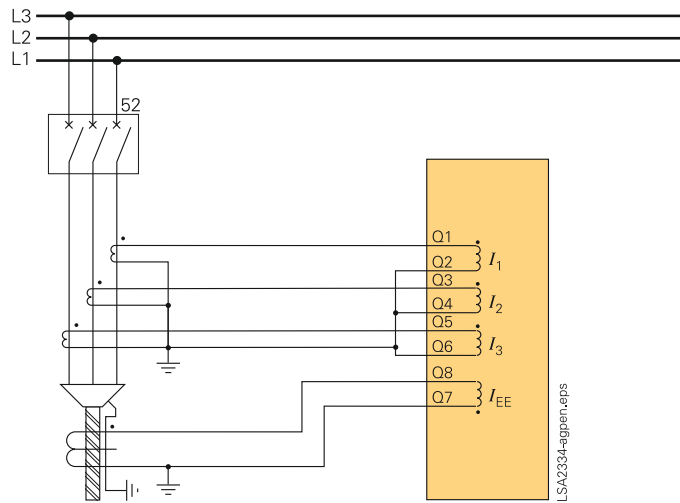 L3
L2
L1
52
Q1
Q2
I1
Q3
Q4
I2
Q5
Q6
I3
Q8
Q7
IEE
LSA2334-agpen.eps